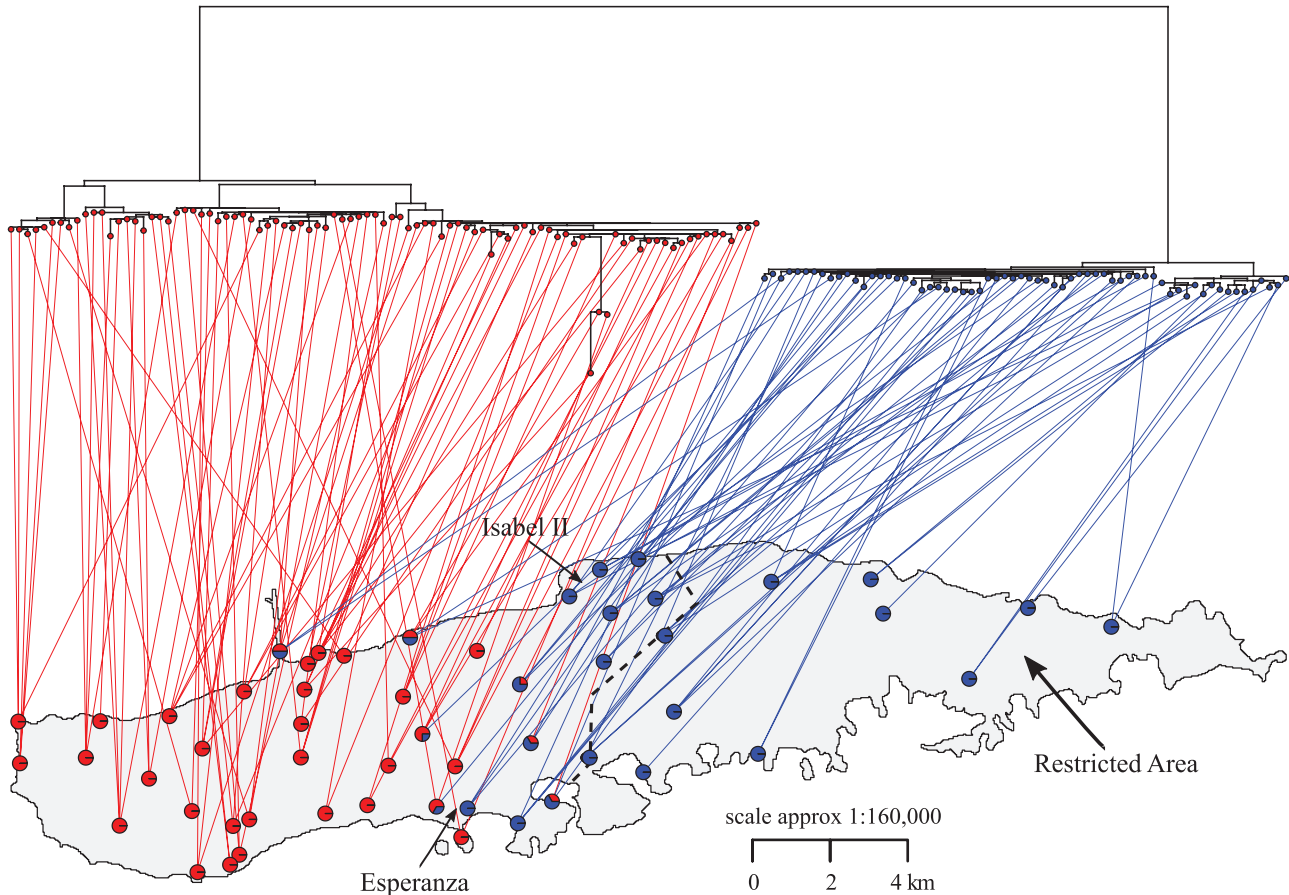 Isabel II
Restricted Area
scale approx 1:160,000
0 2 4 km
Esperanza